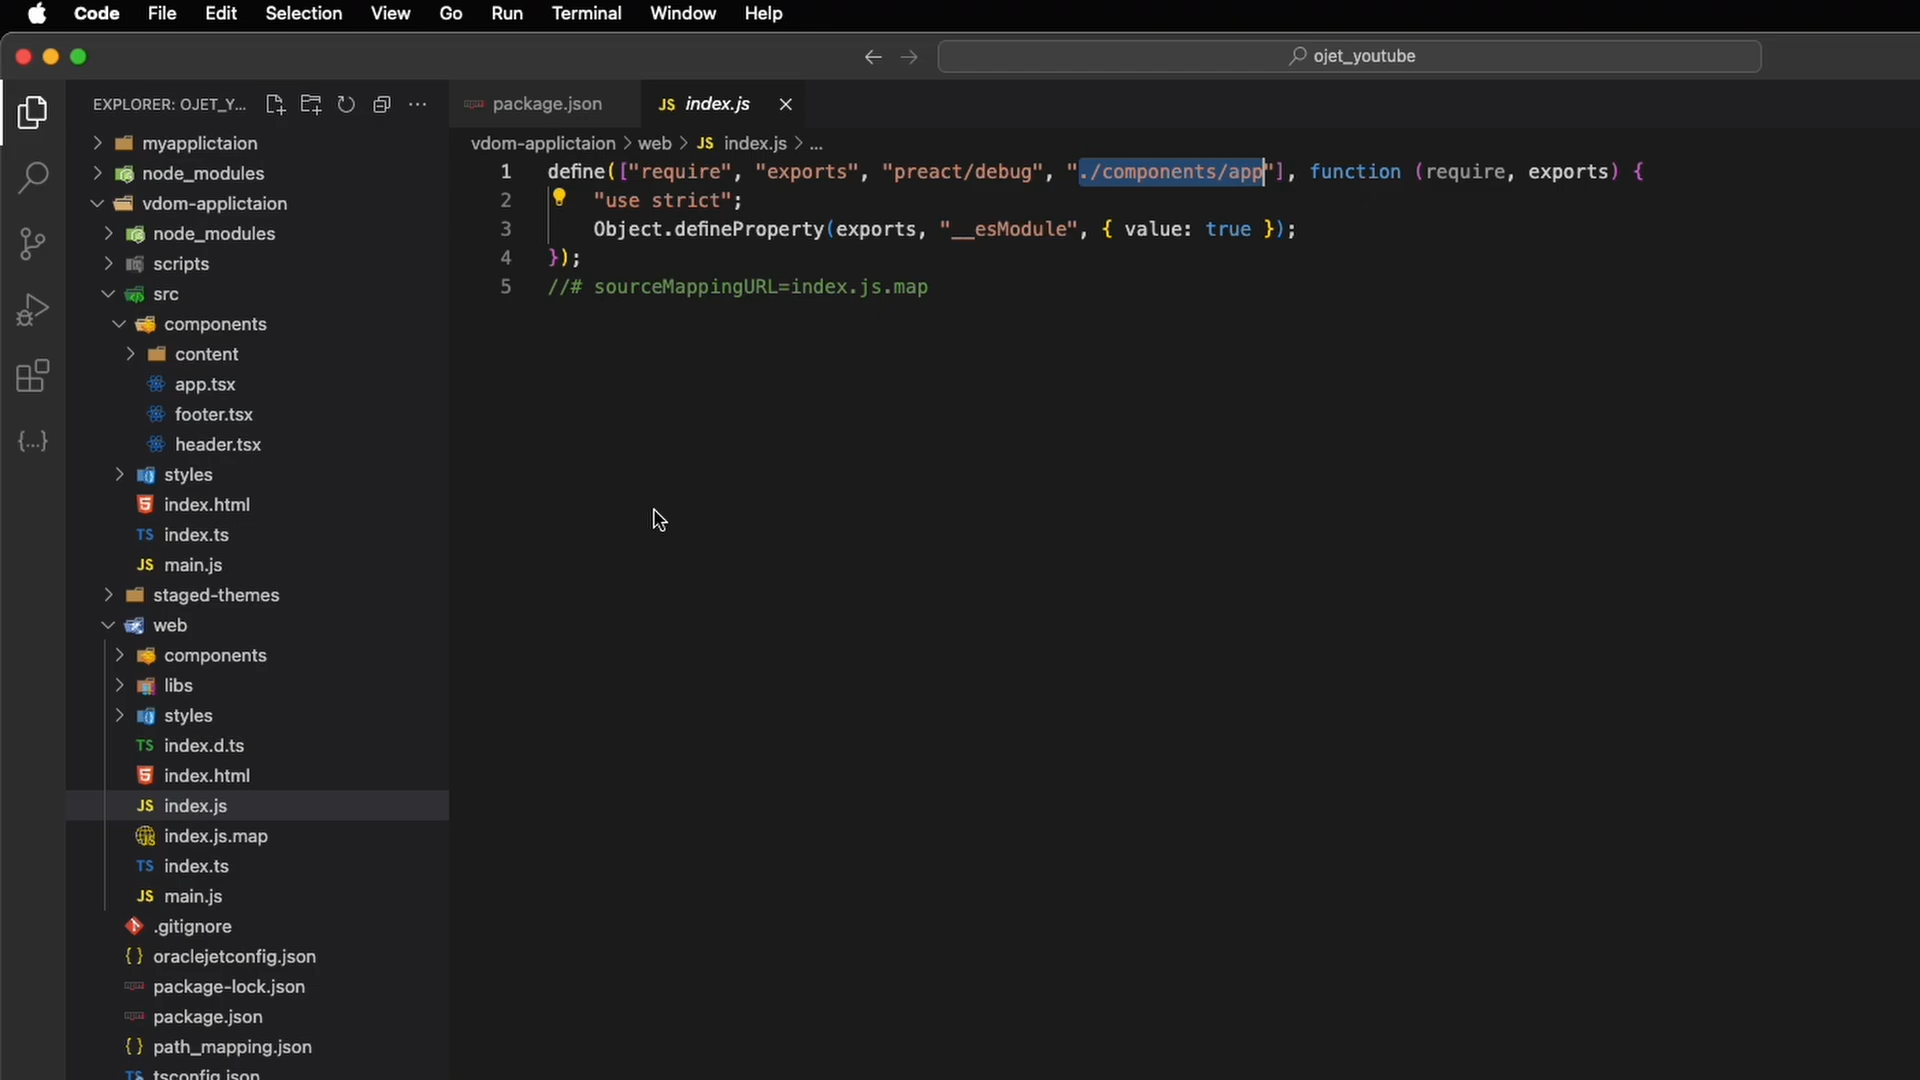 Code File Edit Selection View Go Run Terminal Window Help
ojet_youtube
EXPLORER: OJET_Y...
package.json
JS index.js
vdom-applictaion > web > JS index.js > ...
myapplictaion
node_modules
vdom-applictaion
node_modules
scripts
src
components
content
app.tsx
footer.tsx
header.tsx
styles
index.html
TS index.ts
JS main.js
staged-themes
web
components
libs
styles
TS index.d.ts
index.html
JS index.js
index.js.map
TS index.ts
JS main.js
.gitignore
{} oraclejetconfig.json
package-lock.json
package.json
{} path_mapping.json
TS tsconfig.json
1 define(["require", "exports", "preact/debug", "./components/app"], function (require, exports) {
2 "use strict";
3 Object.defineProperty(exports, "__esModule", { value: true });
4 });
5 //# sourceMappingURL=index.js.map